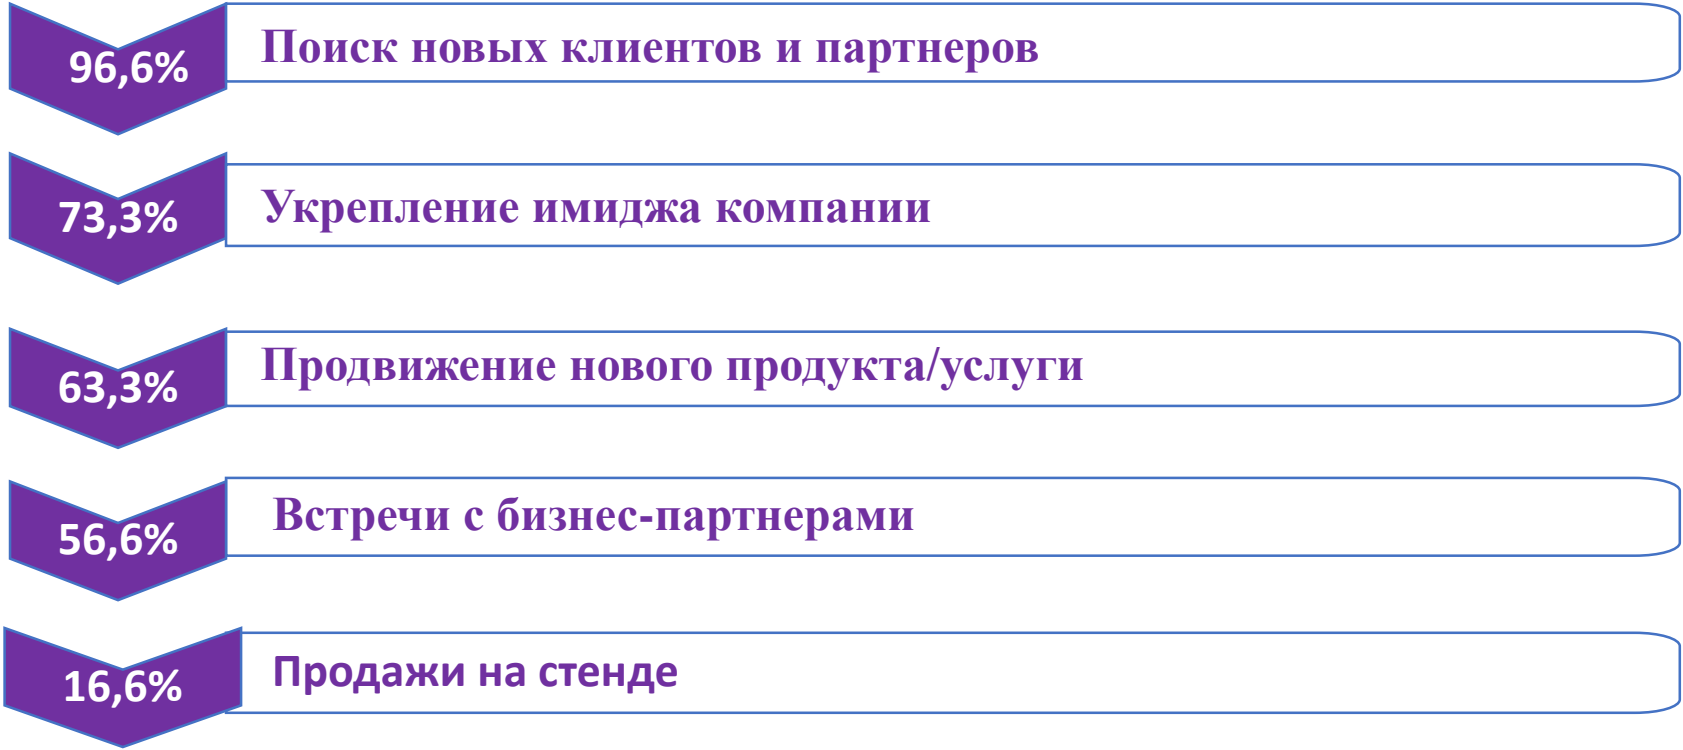 96,6%
Поиск новых клиентов и партнеров
73,3%
Укрепление имиджа компании
63,3%
Продвижение нового продукта/услуги
56,6%
Встречи с бизнес-партнерами
16,6%
Продажи на стенде